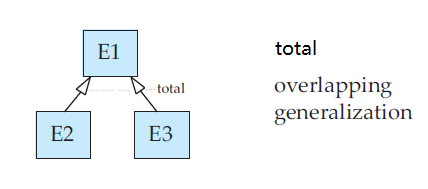 E1
total
E2
E3
total
overlapping
generalization